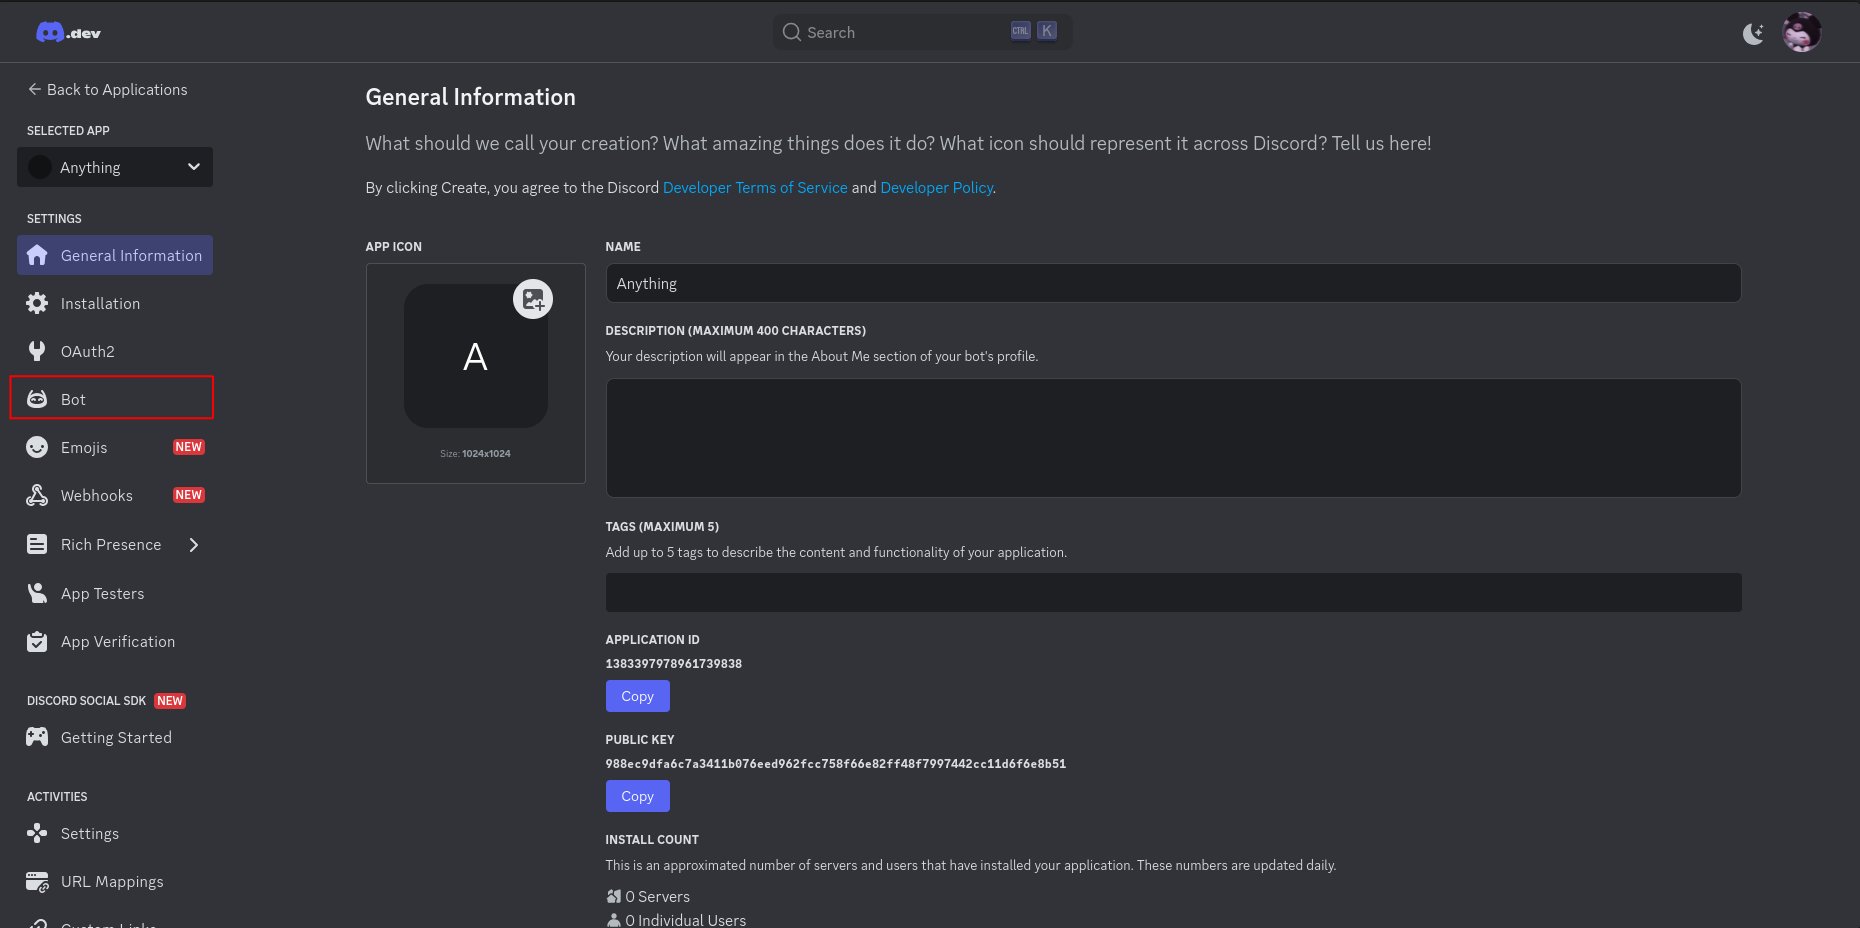 .dev
Search
CTRL K
Back to Applications
SELECTED APP
Anything
SETTINGS
General Information
Installation
OAuth2
Bot
Emojis NEW
Webhooks NEW
Rich Presence
App Testers
App Verification
DISCORD SOCIAL SDK NEW
Getting Started
ACTIVITIES
Settings
URL Mappings
Custom Links
General Information
What should we call your creation? What amazing things does it do? What icon should represent it across Discord? Tell us here!
By clicking Create, you agree to the Discord Developer Terms of Service and Developer Policy.
APP ICON
A
Size: 1024x1024
NAME
Anything
DESCRIPTION (MAXIMUM 400 CHARACTERS)
Your description will appear in the About Me section of your bot's profile.
TAGS (MAXIMUM 5)
Add up to 5 tags to describe the content and functionality of your application.
APPLICATION ID
1383397978961739838
Copy
PUBLIC KEY
988ec9dfa6c7a3411b076eed962fcc758f66e82ff48f7997442cc11d6f6e8b51
Copy
INSTALL COUNT
This is an approximated number of servers and users that have installed your application. These numbers are updated daily.
0 Servers
0 Individual Users